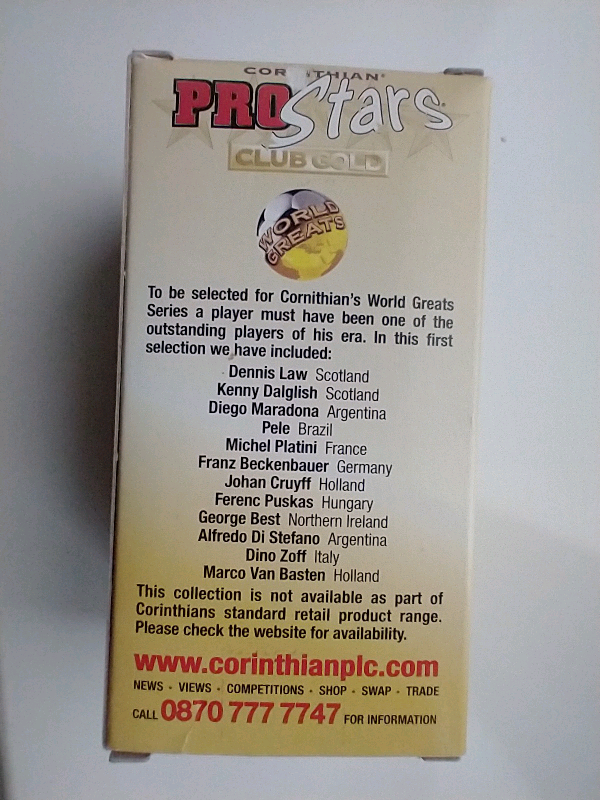 CORINTHIAN®
PRO Stars
CLUB GOLD
WORLD
GREATS
To be selected for Cornithian's World Greats
Series a player must have been one of the
outstanding players of his era. In this first
selection we have included:
Dennis Law Scotland
Kenny Dalglish Scotland
Diego Maradona Argentina
Pele Brazil
Michel Platini France
Franz Beckenbauer Germany
Johan Cruyff Holland
Ferenc Puskas Hungary
George Best Northern Ireland
Alfredo Di Stefano Argentina
Dino Zoff Italy
Marco Van Basten Holland
This collection is not available as part of
Corinthians standard retail product range.
Please check the website for availability.
www.corinthianplc.com
NEWS · VIEWS · COMPETITIONS · SHOP · SWAP · TRADE
CALL 0870 777 7747 FOR INFORMATION